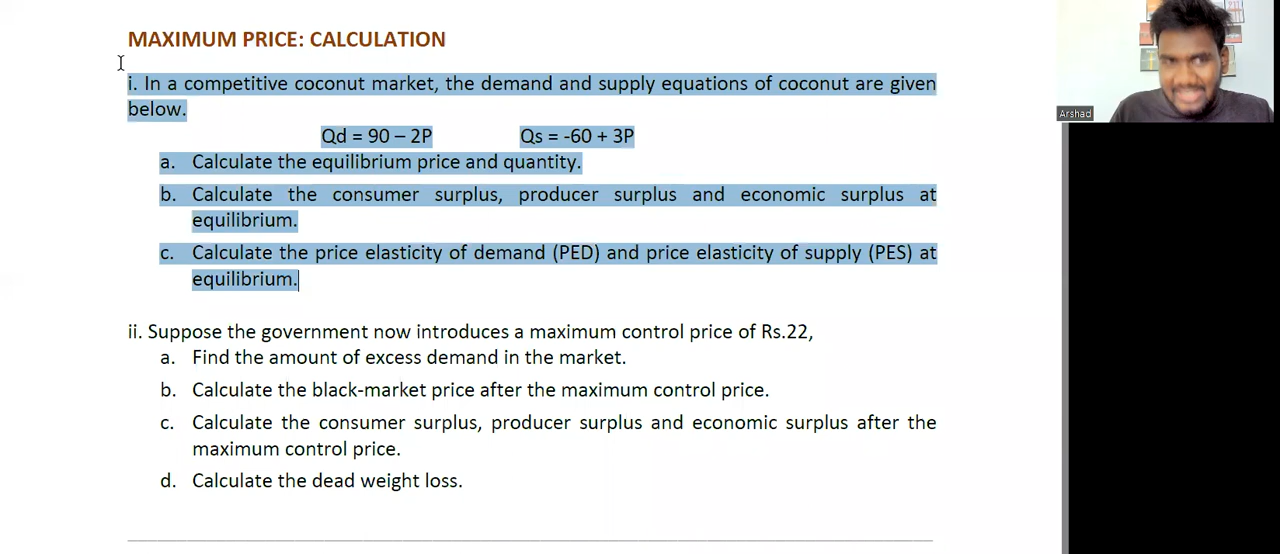 MAXIMUM PRICE: CALCULATION
i. In a competitive coconut market, the demand and supply equations of coconut are given
below.
Qd = 90 – 2P Qs = -60 + 3P
a. Calculate the equilibrium price and quantity.
b. Calculate the consumer surplus, producer surplus and economic surplus at
equilibrium.
c. Calculate the price elasticity of demand (PED) and price elasticity of supply (PES) at
equilibrium.
ii. Suppose the government now introduces a maximum control price of Rs.22,
a. Find the amount of excess demand in the market.
b. Calculate the black-market price after the maximum control price.
c. Calculate the consumer surplus, producer surplus and economic surplus after the
maximum control price.
d. Calculate the dead weight loss.
Arshad